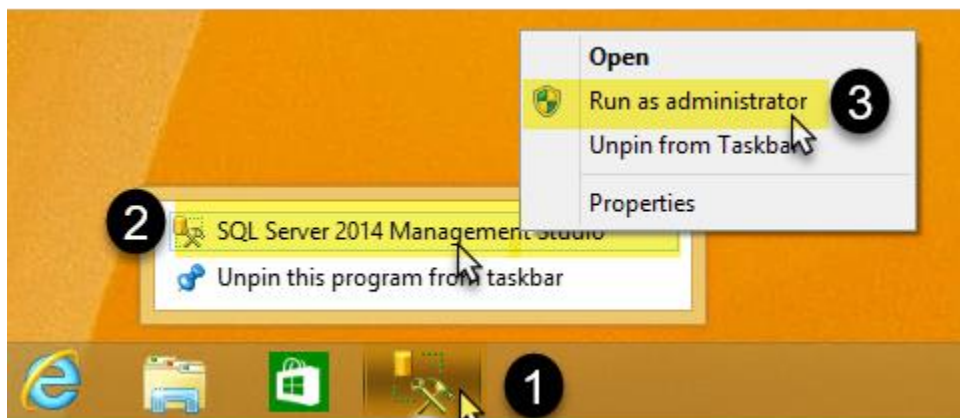 Open
Run as administrator
3
Unpin from Taskbar
Properties
2
SQL Server 2014 Management Studio
Unpin this program from taskbar
1